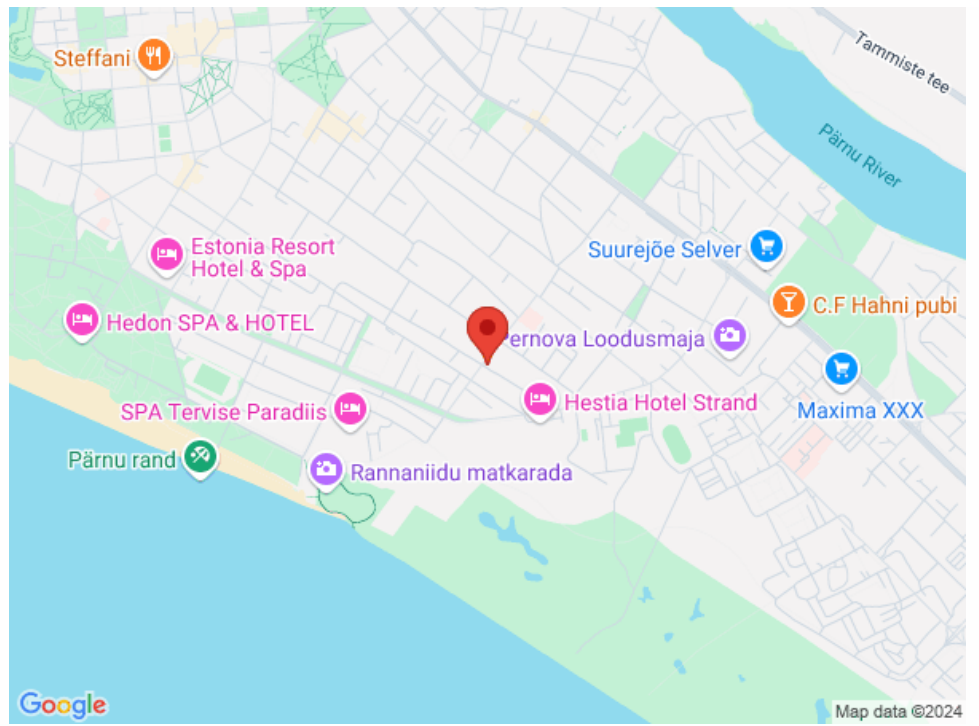 Steffani
Tammiste tee
Pärnu River
Estonia Resort
Hotel & Spa
Suurejõe Selver
Hedon SPA & HOTEL
C.F Hahni pubi
Pernova Loodusmaja
SPA Tervise Paradiis
Hestia Hotel Strand
Maxima XXX
Pärnu rand
Rannaniidu matkarada
Google
Map data ©2024